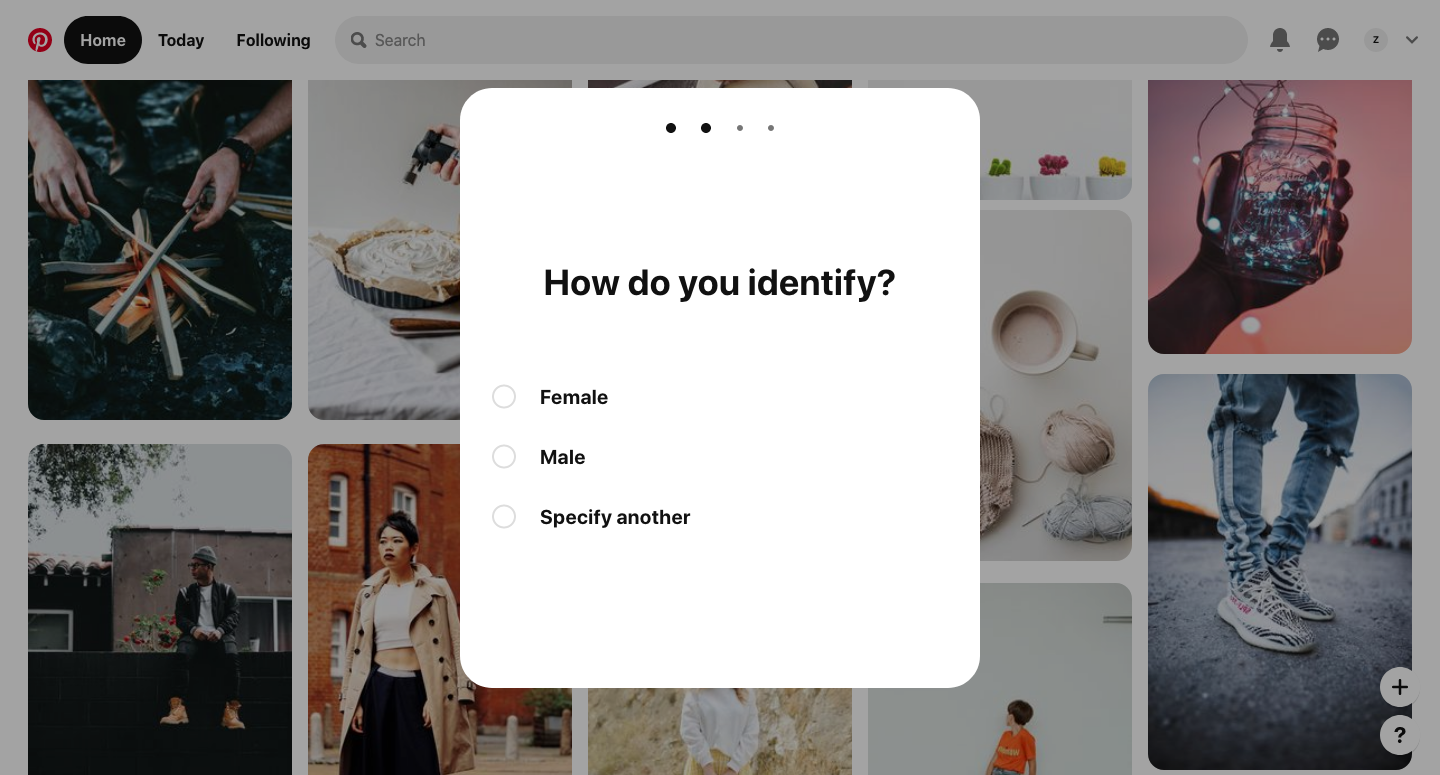 Home
Today
Following
Search
z
How do you identify?
Female
Male
Specify another
?